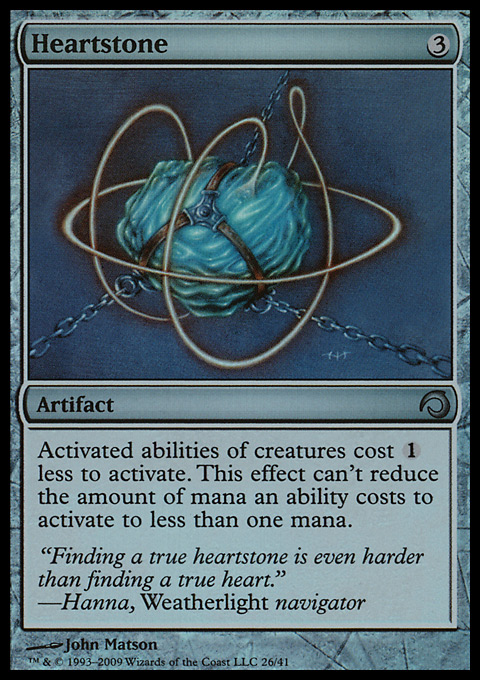 Heartstone 3
Artifact
Activated abilities of creatures cost 1
less to activate. This effect can't reduce
the amount of mana an ability costs to
activate to less than one mana.
"Finding a true heartstone is even harder
than finding a true heart."
—Hanna, Weatherlight navigator
John Matson
™ & © 1993–2009 Wizards of the Coast LLC 26/41